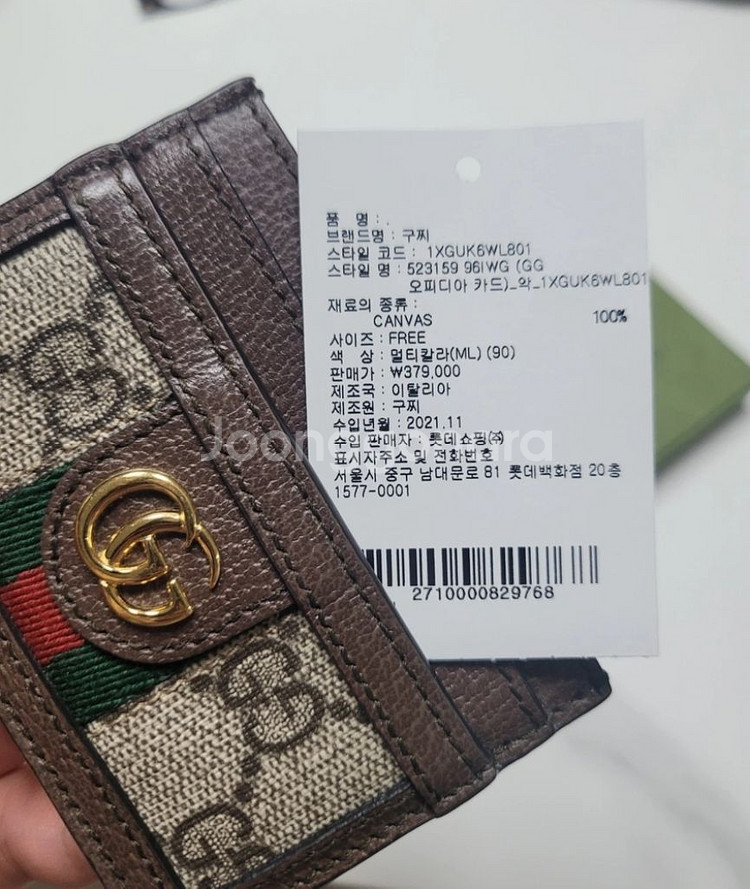 품 명 : .
브랜드명 : 구찌
스타일 코드 : 1XGUK6WL801
스타일 명 : 523159 96IWG (GG
오피디아 카드)_와_1XGUK6WL801
재료의 종류 :
CANVAS 100%
사이즈 : FREE
색 상 : 멀티칼라(ML) (90)
판매가 : ₩379,000
제조국 : 이탈리아
제조원 : 구찌
수입년월 : 2021.11
수입 판매자 : 롯데쇼핑㈜
표시자주소 및 전화번호
서울시 중구 남대문로 81 롯데백화점 20층
1577-0001
2710000829768
Joonggonara